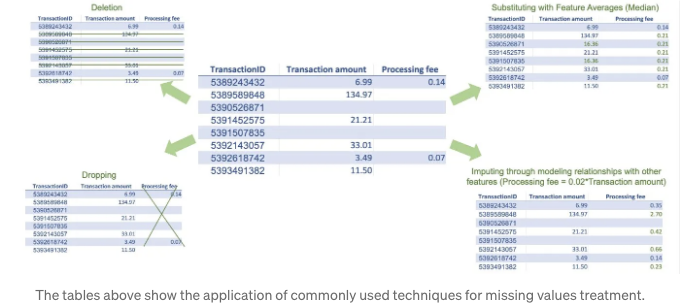 Deletion
TransactionID Transaction amount Processing fee
5389243432 6.99 0.14
5389589848 134.97
5390526871
5391452575 21.21
5391507835
5392143057 33.01
5392618742 3.49 0.07
5393491382 11.50
Substituting with Feature Averages (Median)
TransactionID Transaction amount Processing fee
5389243432 6.99 0.14
5389589848 134.97 0.21
5390526871 16.36 0.21
5391452575 21.21 0.21
5391507835 16.36 0.21
5392143057 33.01 0.21
5392618742 3.49 0.07
5393491382 11.50 0.21
TransactionID Transaction amount Processing fee
5389243432 6.99 0.14
5389589848 134.97
5390526871
5391452575 21.21
5391507835
5392143057 33.01
5392618742 3.49 0.07
5393491382 11.50
Dropping
TransactionID Transaction amount Processing fee
5389243432 6.99 0.14
5389589848 134.97
5390526871
5391452575 21.21
5391507835
5392143057 33.01
5392618742 3.49 0.07
5393491382 11.50
Imputing through modeling relationships with other
features (Processing fee = 0.02*Transaction amount)
TransactionID Transaction amount Processing fee
5389243432 6.99
5389589848 134.97 2.70
5390526871
5391452575 21.21 0.42
5391507835
5392143057 33.01 0.66
5392618742 3.49 0.14
5393491382 11.50 0.23
The tables above show the application of commonly used techniques for missing values treatment.